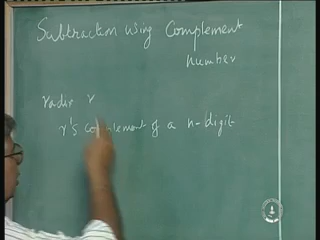 Subtraction using Complement
number
radix r
r's complement of a n-digit